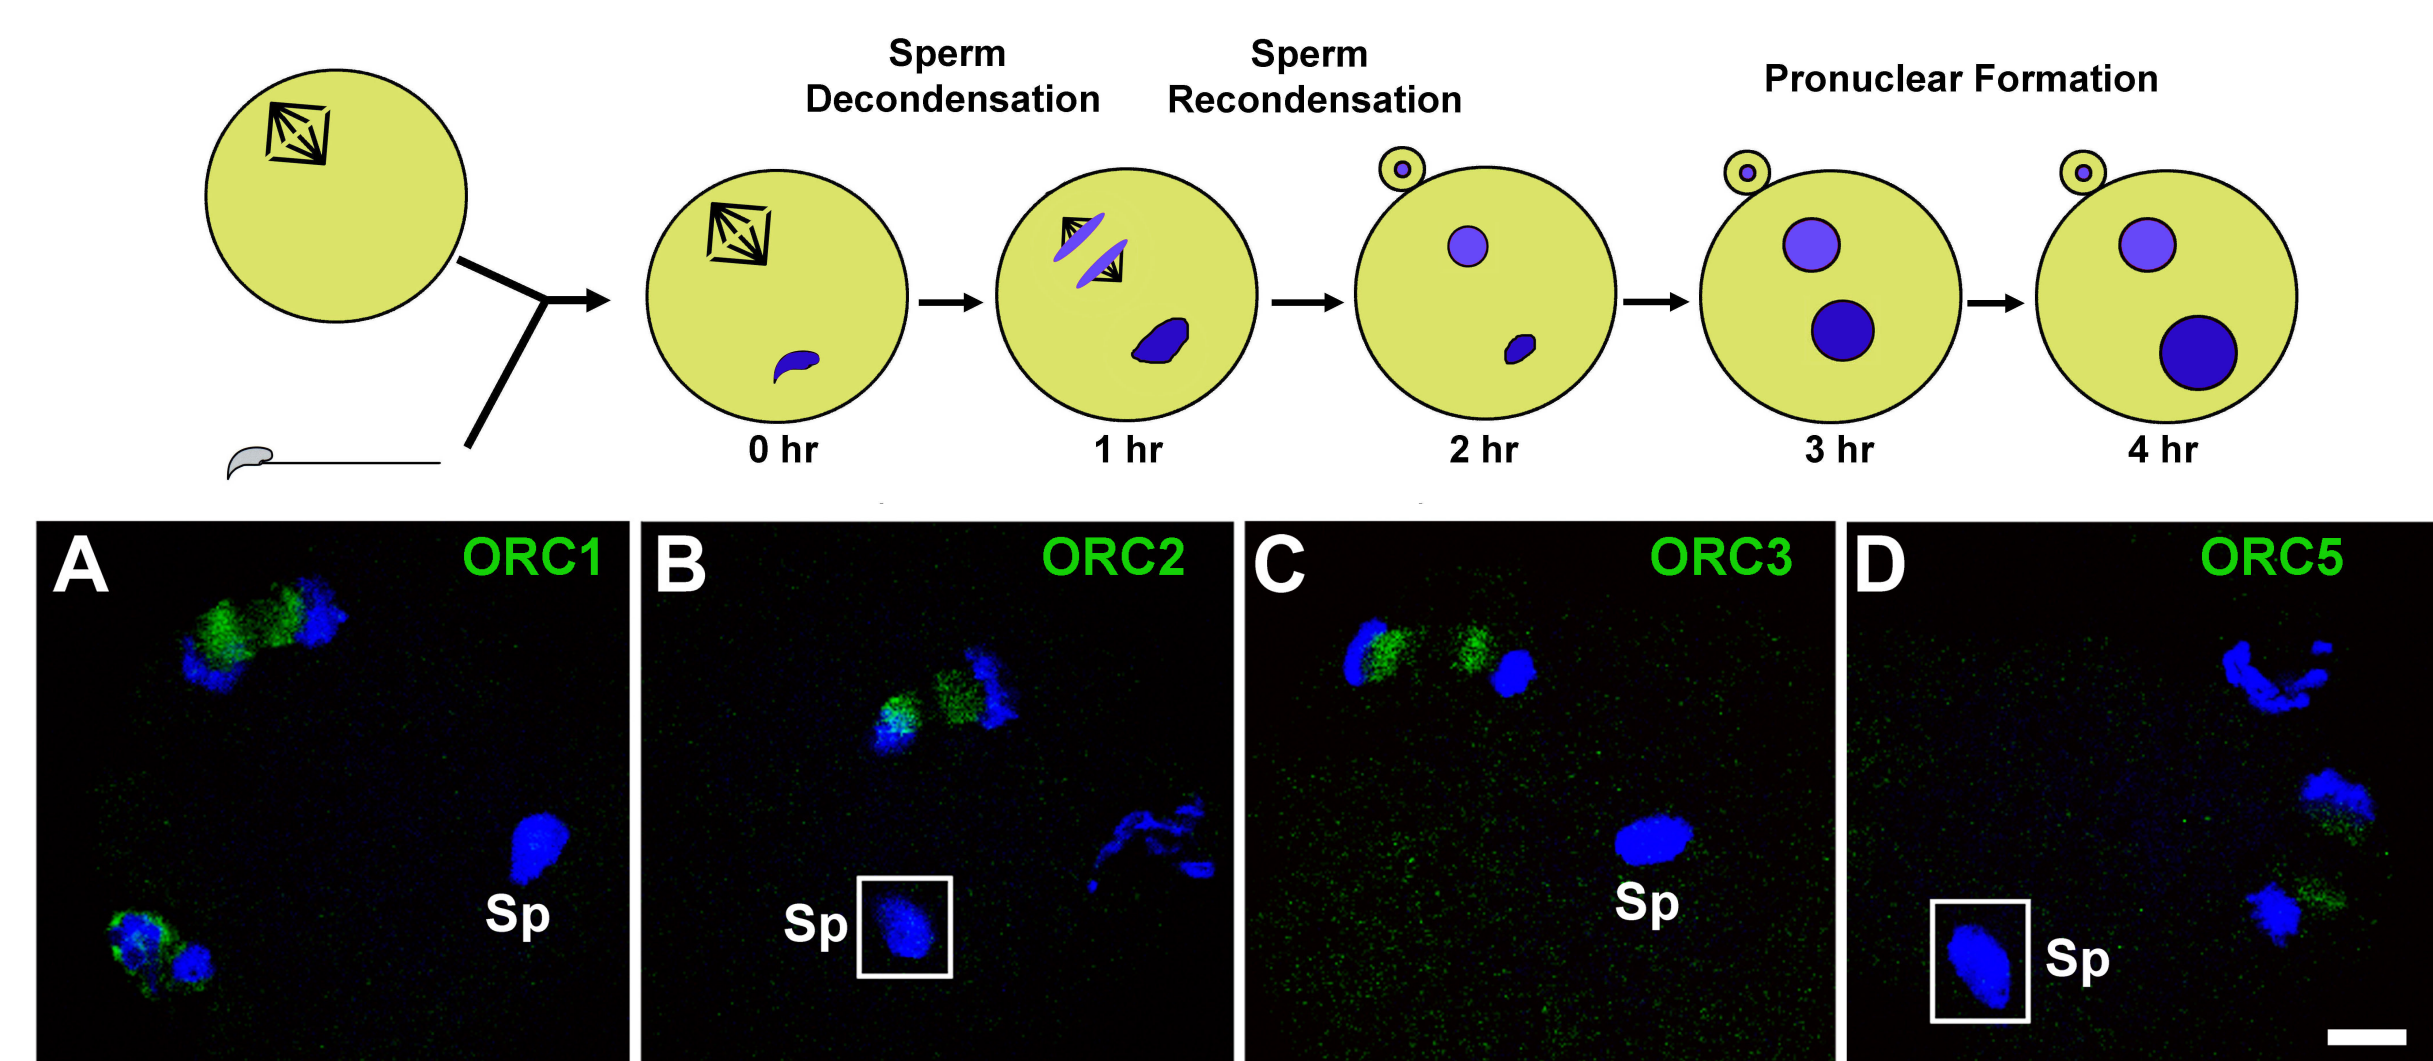 Sperm
Decondensation
Sperm
Recondensation
Pronuclear Formation
0 hr
1 hr
2 hr
3 hr
4 hr
A
ORC1
B
ORC2
C
ORC3
D
ORC5
Sp
Sp
Sp
Sp